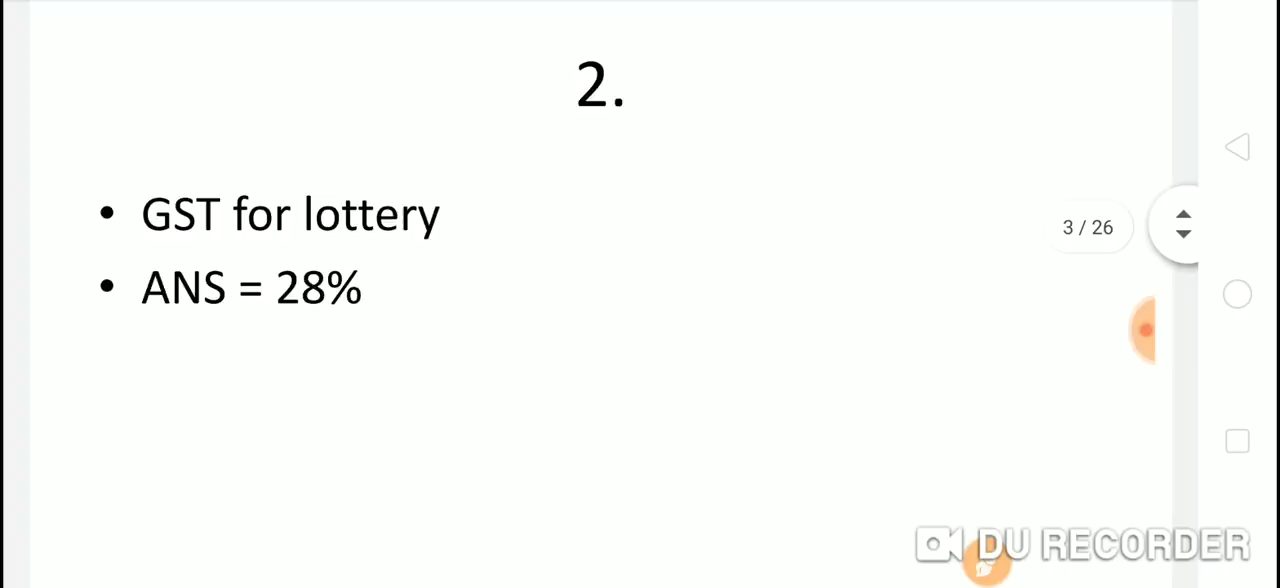 2.
• GST for lottery
3 / 26
• ANS = 28%
DU RECORDER